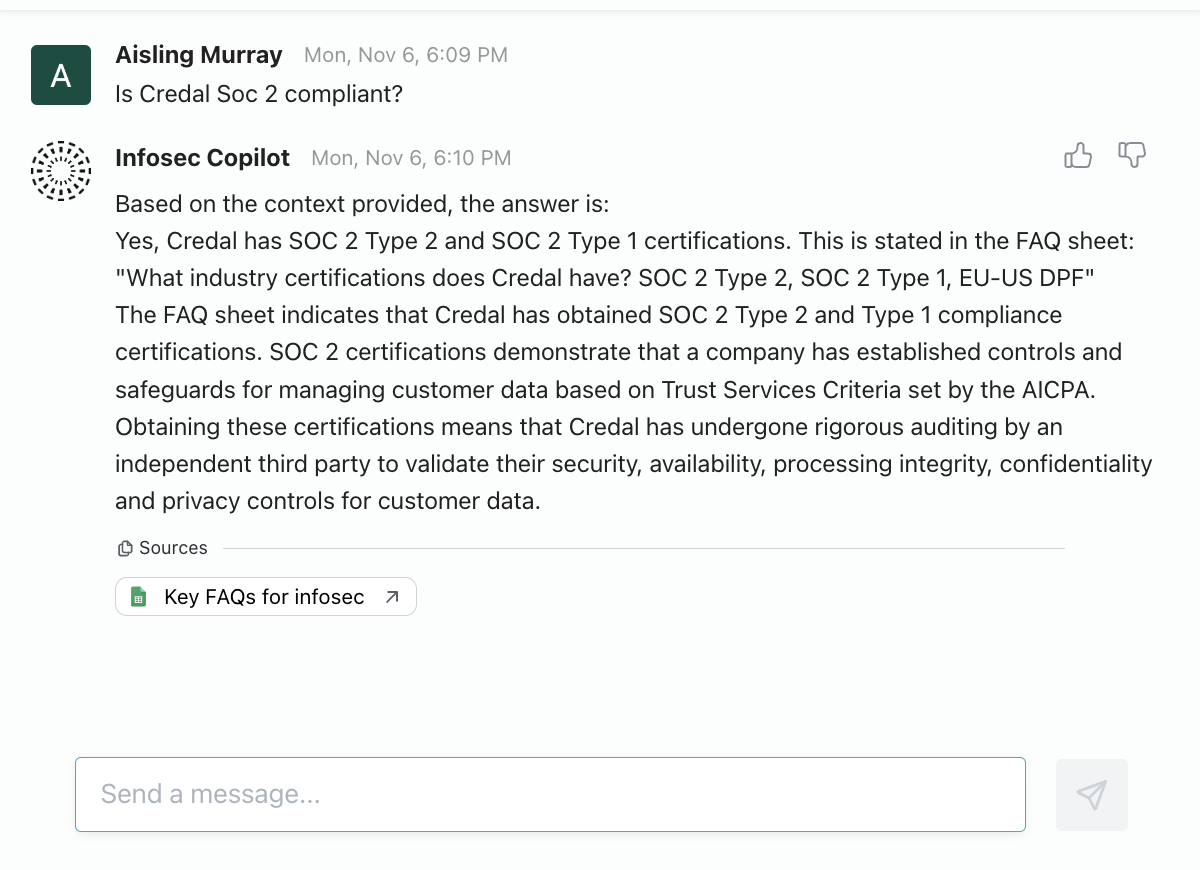 A
Aisling Murray Mon, Nov 6, 6:09 PM
Is Credal Soc 2 compliant?
Infosec Copilot Mon, Nov 6, 6:10 PM
Based on the context provided, the answer is:
Yes, Credal has SOC 2 Type 2 and SOC 2 Type 1 certifications. This is stated in the FAQ sheet:
"What industry certifications does Credal have? SOC 2 Type 2, SOC 2 Type 1, EU-US DPF"
The FAQ sheet indicates that Credal has obtained SOC 2 Type 2 and Type 1 compliance
certifications. SOC 2 certifications demonstrate that a company has established controls and
safeguards for managing customer data based on Trust Services Criteria set by the AICPA.
Obtaining these certifications means that Credal has undergone rigorous auditing by an
independent third party to validate their security, availability, processing integrity, confidentiality
and privacy controls for customer data.
Sources
Key FAQs for infosec
Send a message...